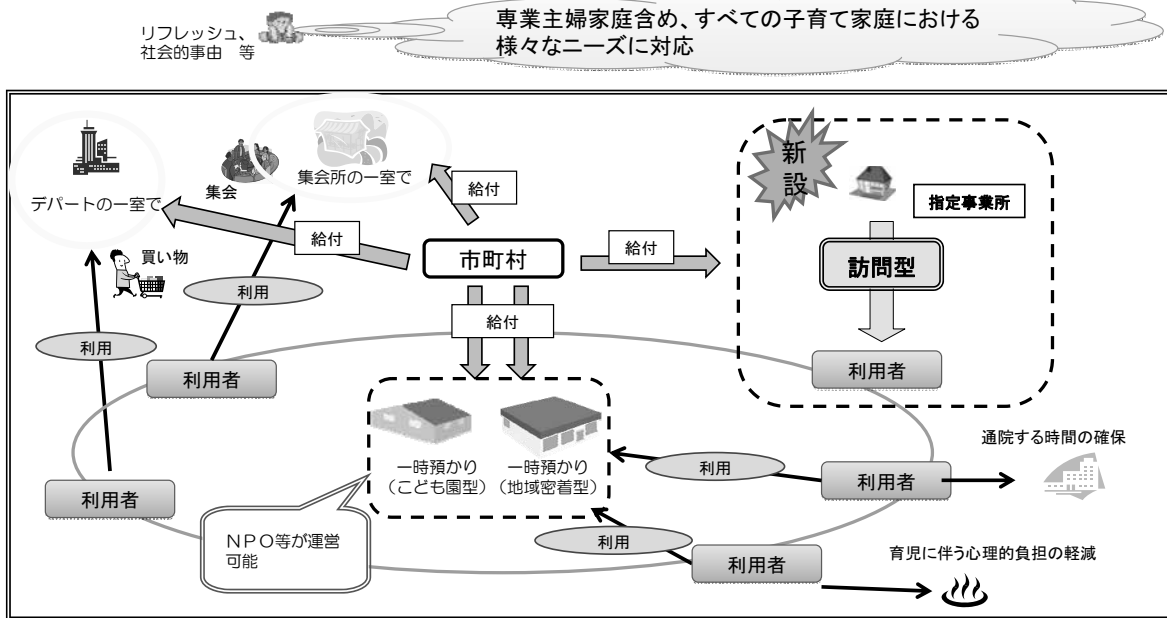 専業主婦家庭含め、すべての子育て家庭における
様々なニーズに対応
リフレッシュ、
社会的事由　等
新
設
集会
集会所の一室で
デパートの一室で
給付
指定事業所
給付
市町村
給付
訪問型
買い物
利用
給付
利用
利用者
利用者
通院する時間の確保
一時預かり
（こども園型）
一時預かり
（地域密着型）
利用
利用者
利用者
NPO等が運営
可能
利用
利用者
育児に伴う心理的負担の軽減